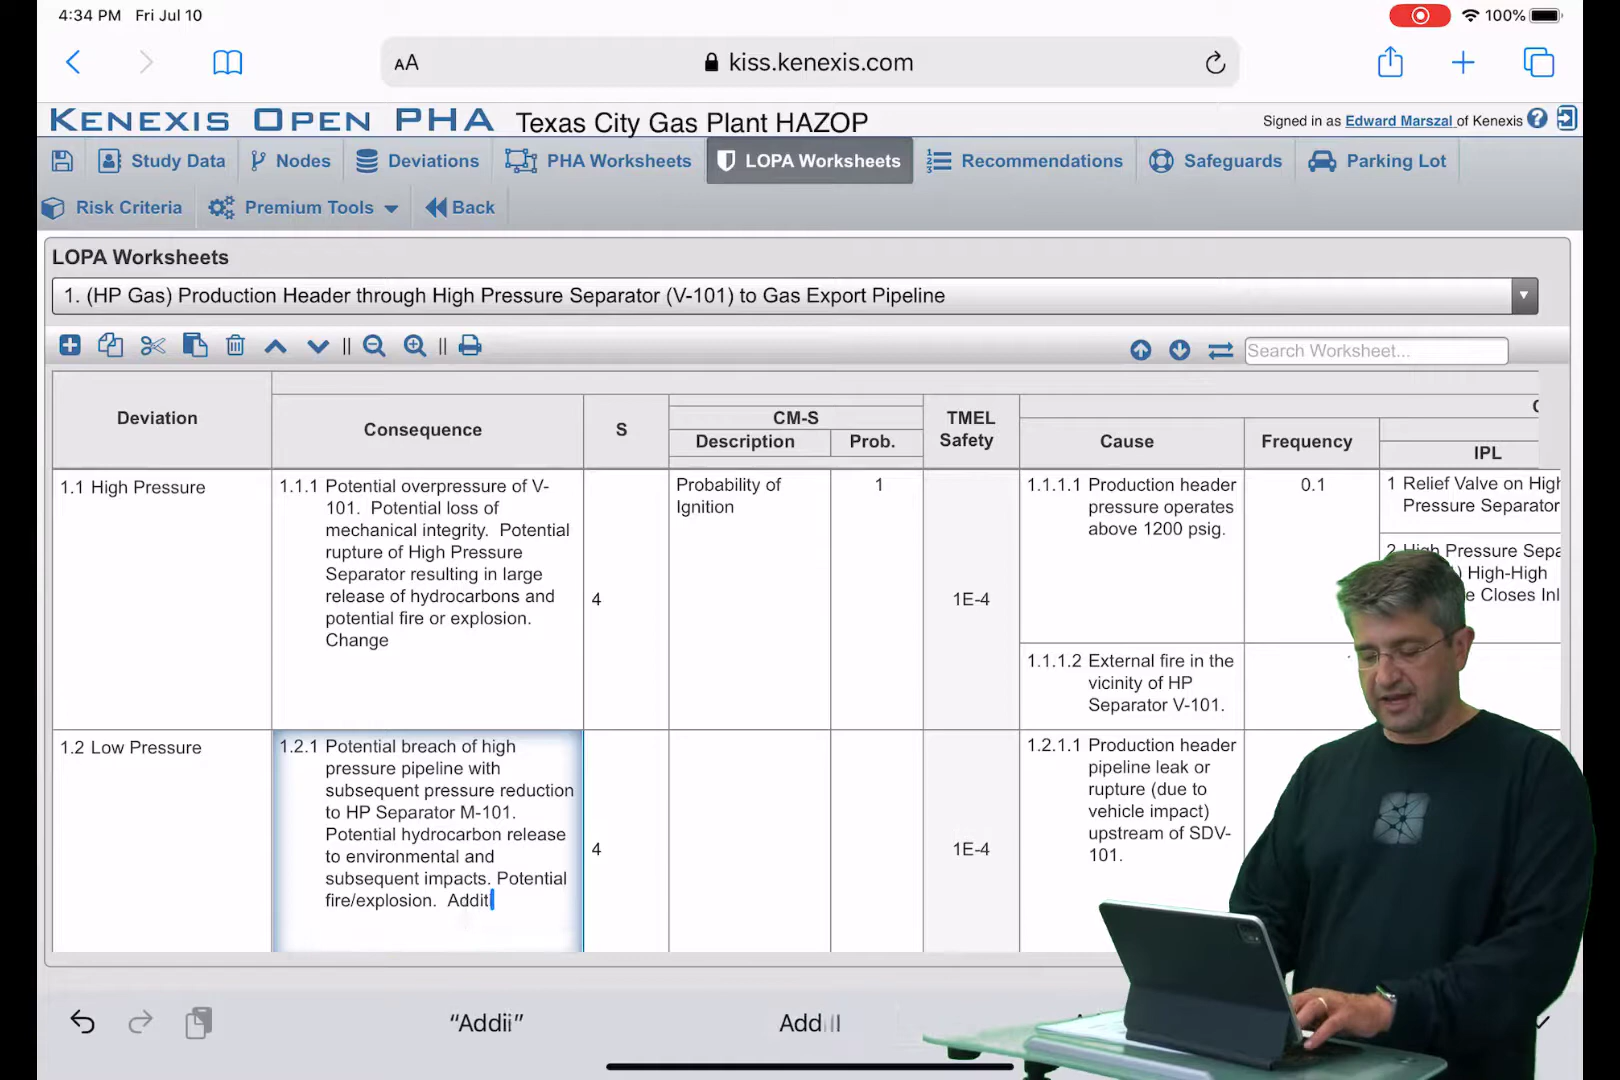 4:34 PM Fri Jul 10
100%
AA
kiss.kenexis.com
KENEXIS OPEN PHA Texas City Gas Plant HAZOP
Signed in as Edward Marszal of Kenexis
Study Data
Nodes
Deviations
PHA Worksheets
LOPA Worksheets
Recommendations
Safeguards
Parking Lot
Risk Criteria
Premium Tools
Back
LOPA Worksheets
1. (HP Gas) Production Header through High Pressure Separator (V-101) to Gas Export Pipeline
Search Worksheet...
Deviation
Consequence
S
CM-S
Description
Prob.
TMEL
Safety
Cause
Frequency
IPL
1.1 High Pressure
1.1.1 Potential overpressure of V-
101. Potential loss of
mechanical integrity. Potential
rupture of High Pressure
Separator resulting in large
release of hydrocarbons and
potential fire or explosion.
Change
4
Probability of
Ignition
1
1E-4
1.1.1.1 Production header
pressure operates
above 1200 psig.
0.1
1 Relief Valve on High
Pressure Separator
2 High Pressure Sepa
) High-High
e Closes Inl
1.1.1.2 External fire in the
vicinity of HP
Separator V-101.
1.2 Low Pressure
1.2.1 Potential breach of high
pressure pipeline with
subsequent pressure reduction
to HP Separator M-101.
Potential hydrocarbon release
to environmental and
subsequent impacts. Potential
fire/explosion. Addit
4
1E-4
1.2.1.1 Production header
pipeline leak or
rupture (due to
vehicle impact)
upstream of SDV-
101.
“Addii”